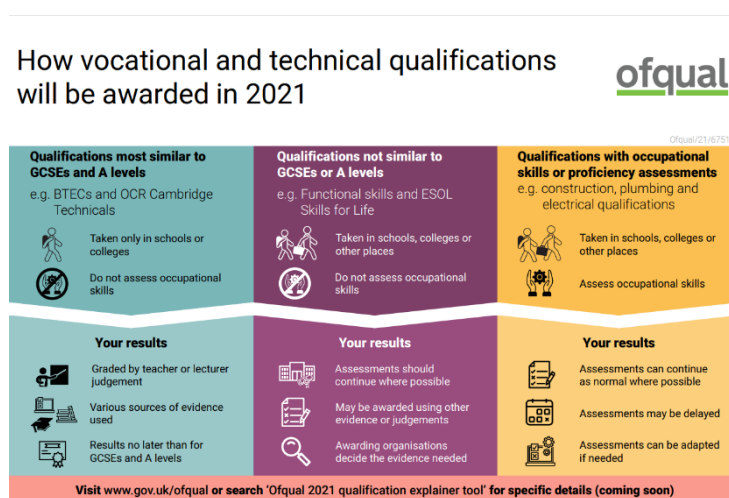 How vocational and technical qualifications
will be awarded in 2021
ofqual
Ofqual/21/6751
Qualifications most similar to
GCSEs and A levels
e.g. BTECs and OCR Cambridge
Technicals
Taken only in schools or
colleges
Do not assess occupational
skills
Your results
Graded by teacher or lecturer
judgement
Various sources of evidence
used
Results no later than for
GCSEs and A levels
Qualifications not similar to
GCSEs or A levels
e.g. Functional skills and ESOL
Skills for Life
Taken in schools, colleges or
other places
Do not assess occupational
skills
Your results
Assessments should
continue where possible
May be awarded using other
evidence or judgements
Awarding organisations
decide the evidence needed
Qualifications with occupational
skills or proficiency assessments
e.g. construction, plumbing and
electrical qualifications
Taken in schools, colleges or
other places
Assess occupational skills
Your results
Assessments can continue
as normal where possible
Assessments may be delayed
Assessments can be adapted
if needed
Visit www.gov.uk/ofqual or search 'Ofqual 2021 qualification explainer tool' for specific details (coming soon)